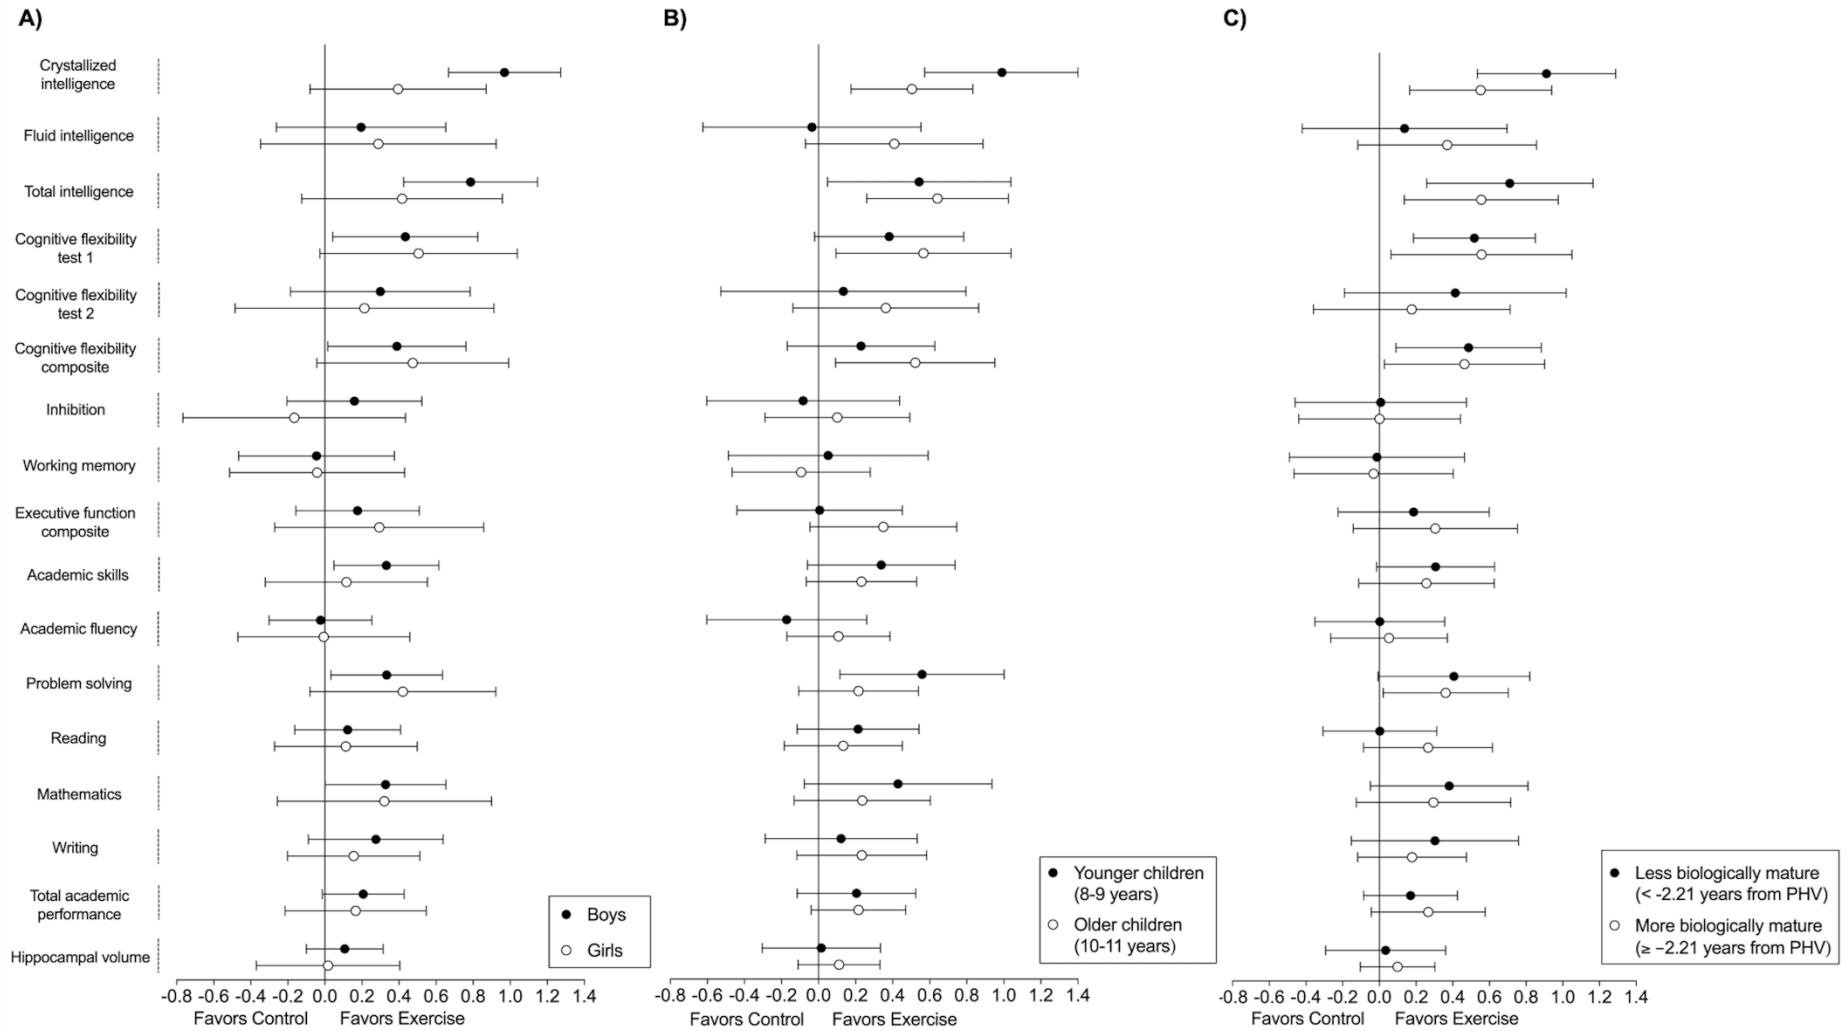 A)
B)
C)
Crystallized
intelligence
Fluid intelligence
Total intelligence
Cognitive flexibility
test 1
Cognitive flexibility
test 2
Cognitive flexibility
composite
Inhibition
Working memory
Executive function
composite
Academic skills
Academic fluency
Problem solving
Reading
Mathematics
Writing
Total academic
performance
Hippocampal volume
Boys
Girls
Younger children
(8-9 years)
Older children
(10-11 years)
Less biologically mature
(< -2.21 years from PHV)
More biologically mature
(≥ −2.21 years from PHV)
-0.8 -0.6 -0.4 -0.2 0.0 0.2 0.4 0.6 0.8 1.0 1.2 1.4
Favors Control Favors Exercise
-0.8 -0.6 -0.4 -0.2 0.0 0.2 0.4 0.6 0.8 1.0 1.2 1.4
Favors Control Favors Exercise
-0.8 -0.6 -0.4 -0.2 0.0 0.2 0.4 0.6 0.8 1.0 1.2 1.4
Favors Control Favors Exercise